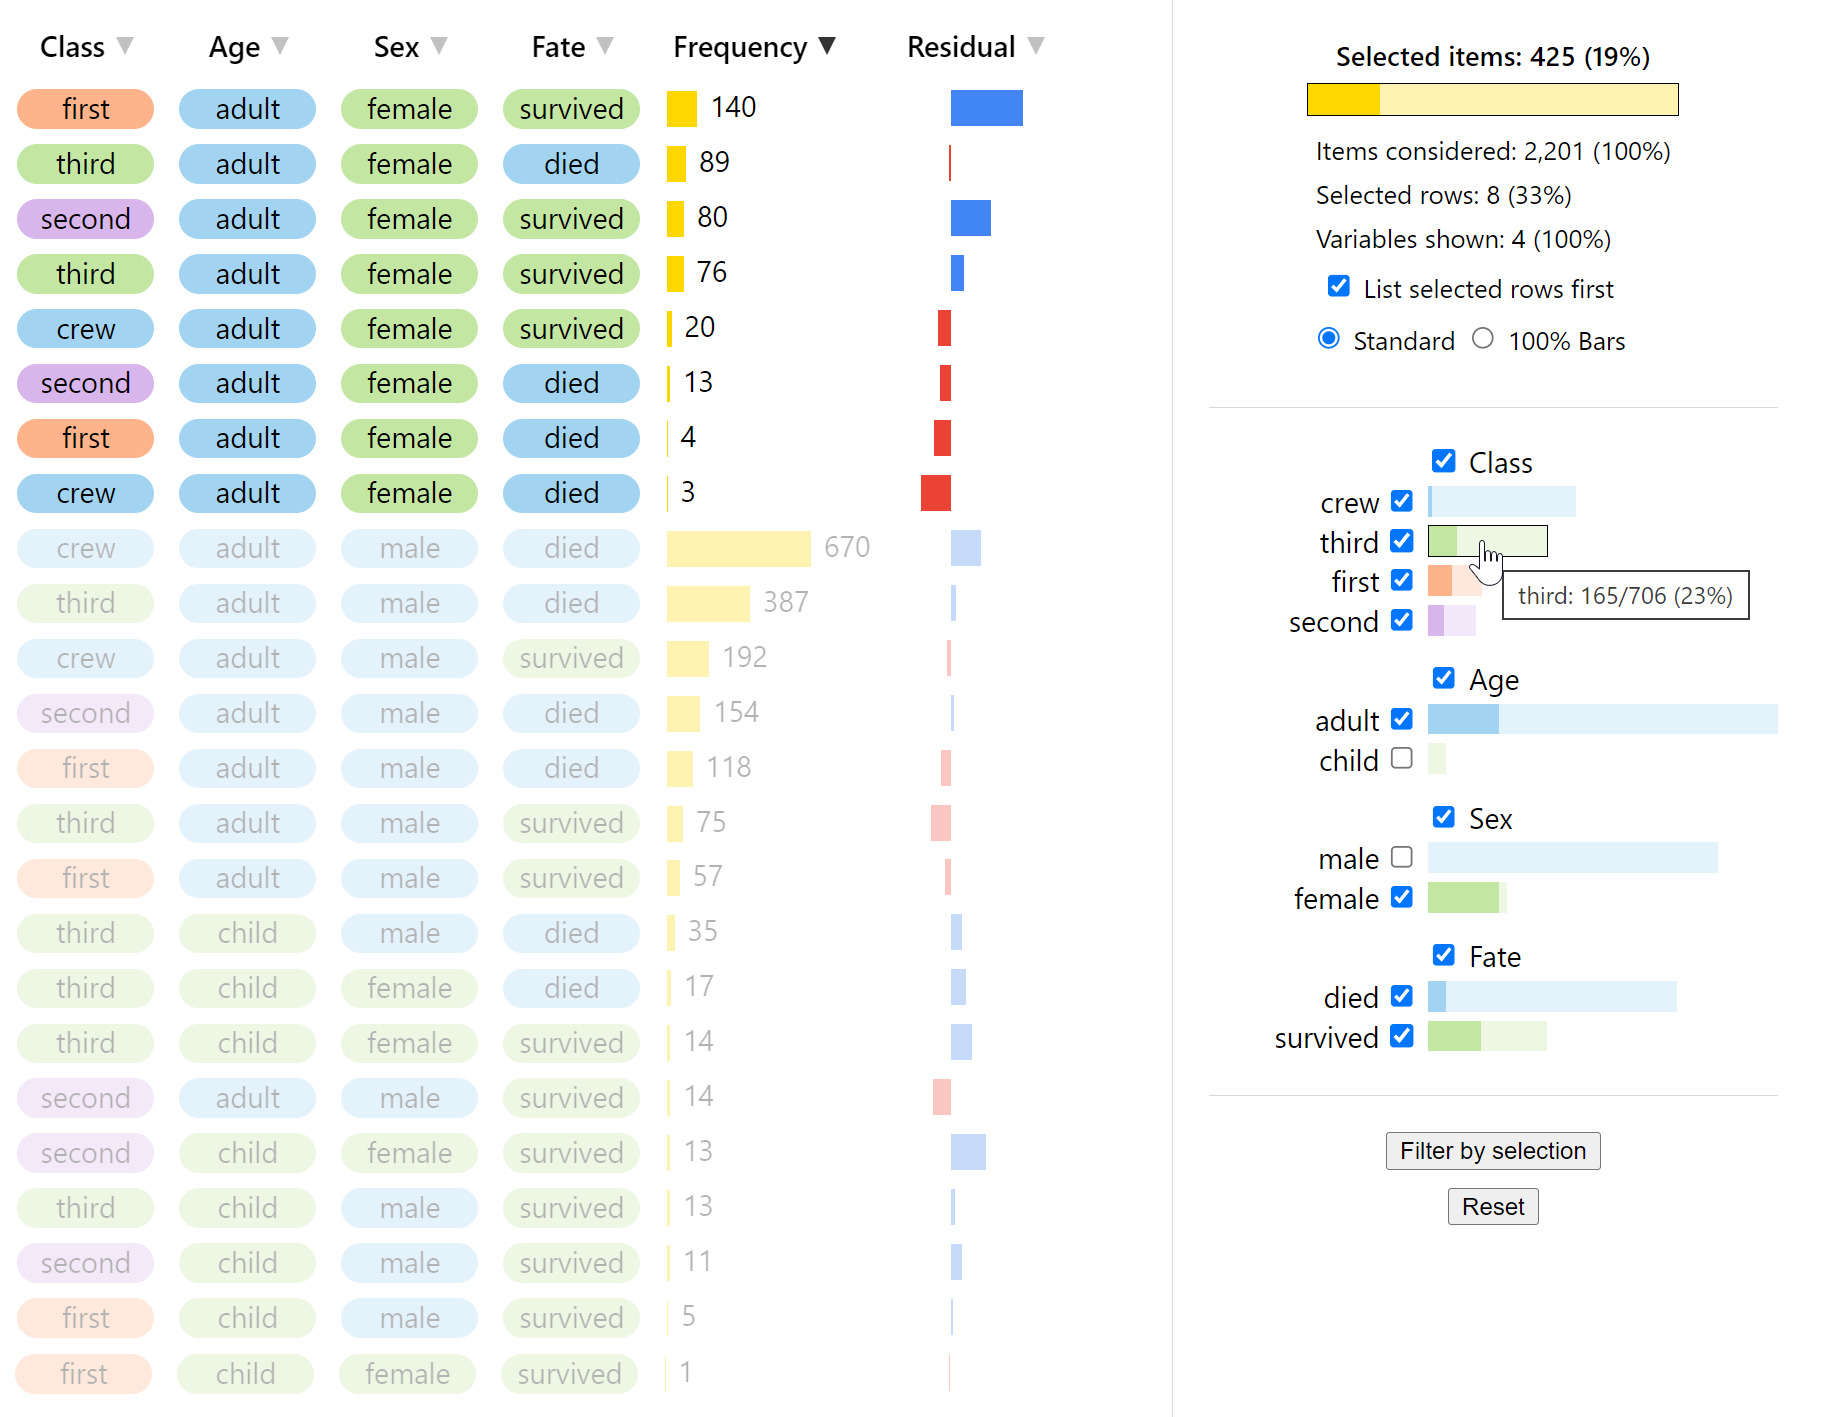 Class Age Sex Fate Frequency Residual
first adult female survived 140
third adult female died 89
second adult female survived 80
third adult female survived 76
crew adult female survived 20
second adult female died 13
first adult female died 4
crew adult female died 3
crew adult male died 670
third adult male died 387
crew adult male survived 192
second adult male died 154
first adult male died 118
third adult male survived 75
first adult male survived 57
third child male died 35
third child female died 17
third child female survived 14
second adult male survived 14
second child female survived 13
third child male survived 13
second child male survived 11
first child male survived 5
first child female survived 1
Selected items: 425 (19%)
Items considered: 2,201 (100%)
Selected rows: 8 (33%)
Variables shown: 4 (100%)
List selected rows first
Standard 100% Bars
Class
crew
third
first
third: 165/706 (23%)
second
Age
adult
child
Sex
male
female
Fate
died
survived
Filter by selection
Reset